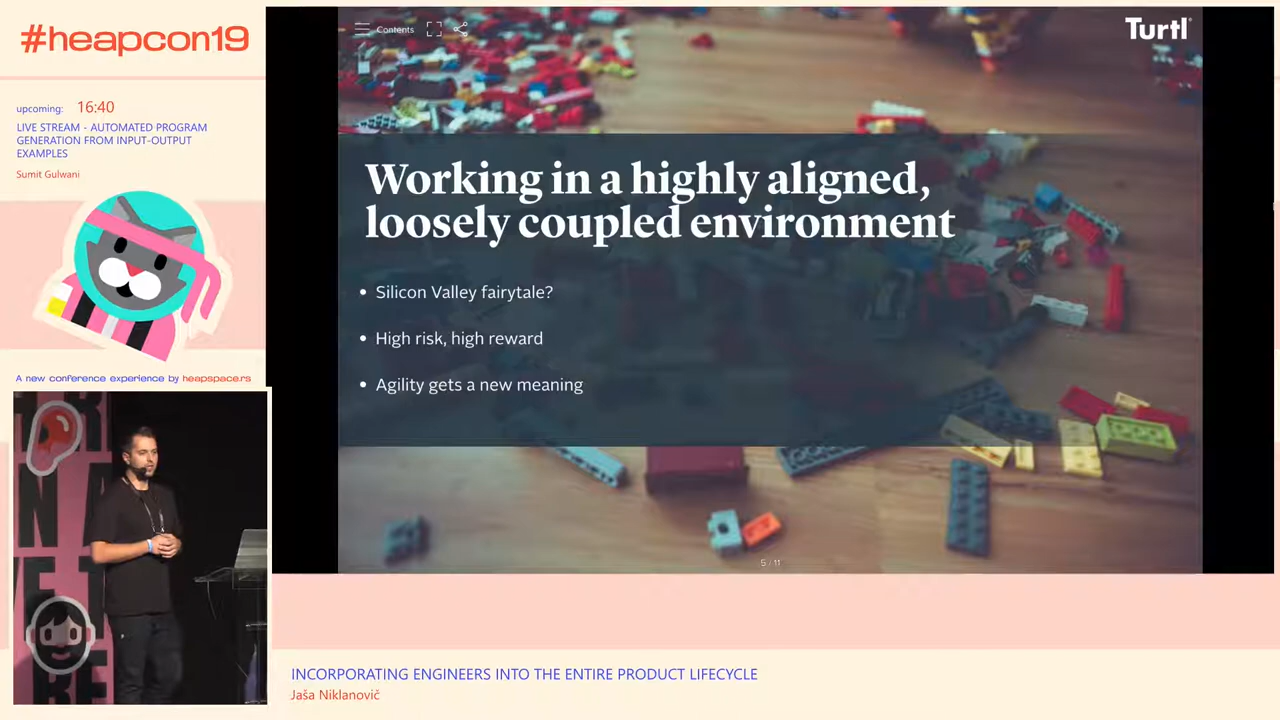 #heapcon19
upcoming: 16:40
LIVE STREAM - AUTOMATED PROGRAM
GENERATION FROM INPUT-OUTPUT
EXAMPLES
Sumit Gulwani
A new conference experience by heapspace.rs
Contents
Turtl
Working in a highly aligned,
loosely coupled environment
• Silicon Valley fairytale?
• High risk, high reward
• Agility gets a new meaning
5 / 11
INCORPORATING ENGINEERS INTO THE ENTIRE PRODUCT LIFECYCLE
Jaša Niklanovič